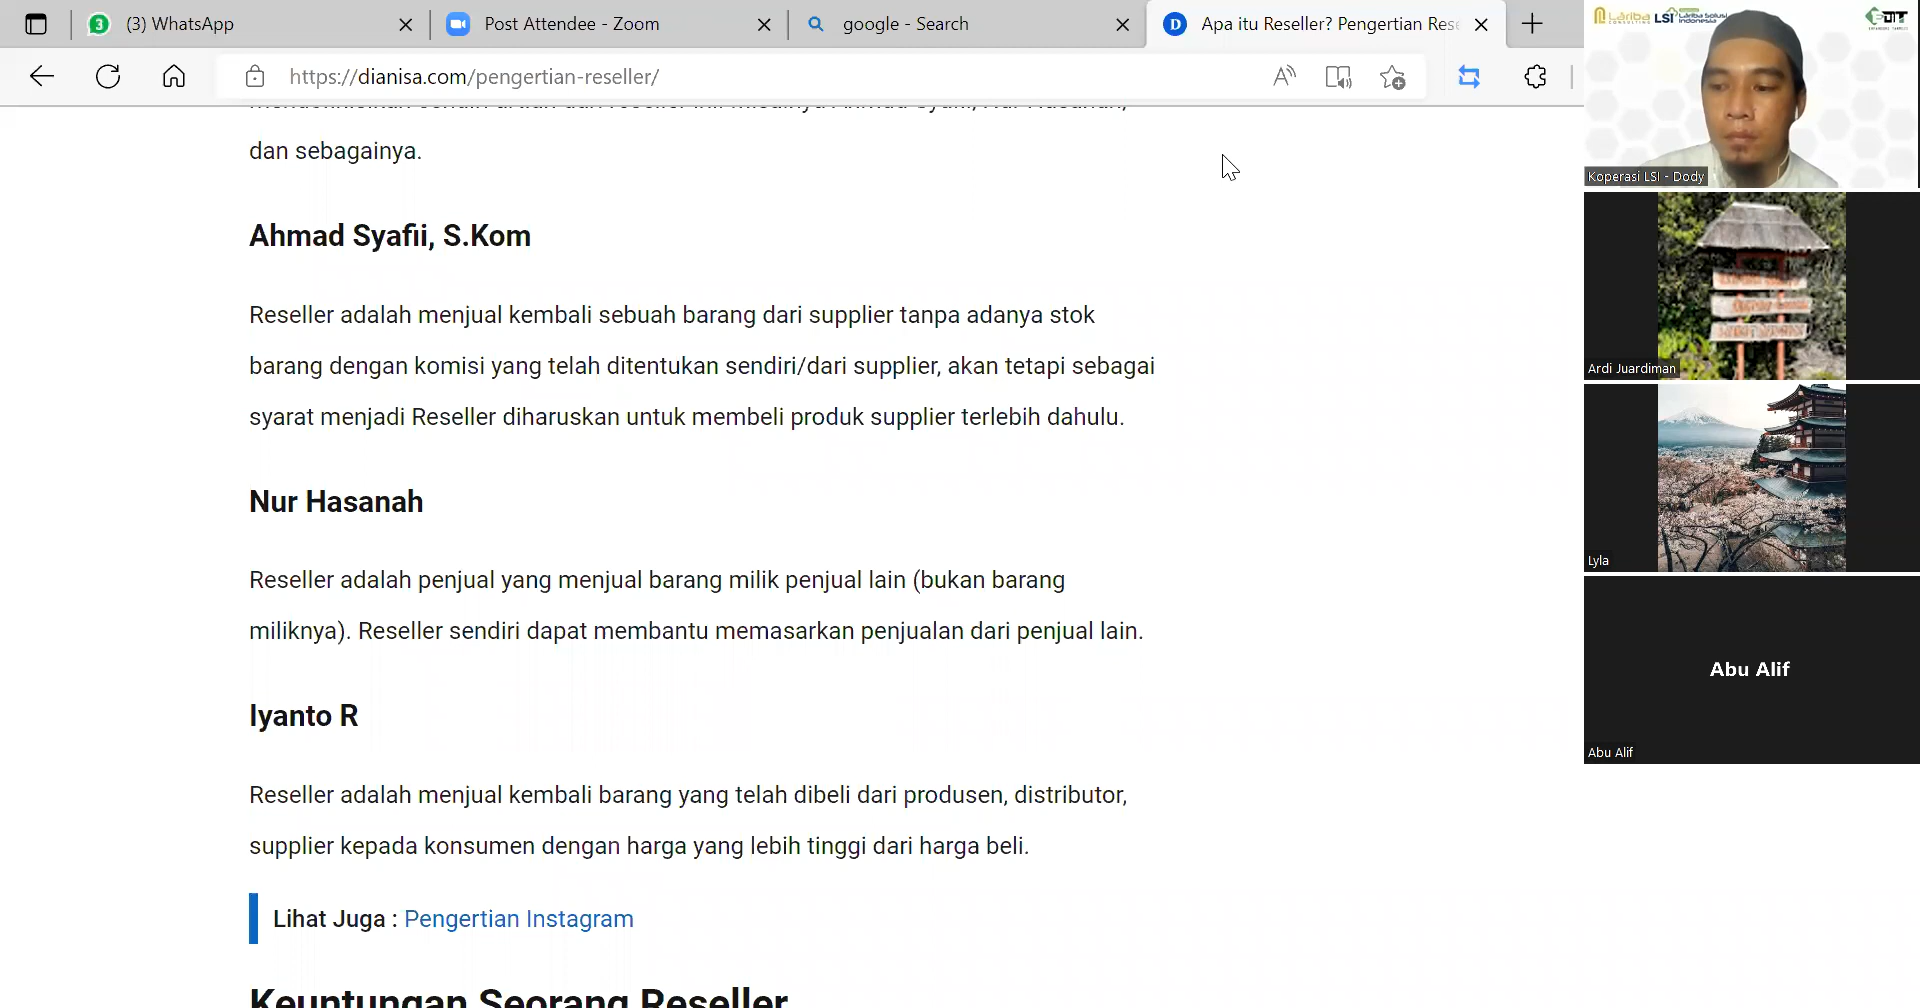 (3) WhatsApp
Post Attendee - Zoom
google - Search
Apa itu Reseller? Pengertian Rese
https://dianisa.com/pengertian-reseller/
dan sebagainya.
Ahmad Syafii, S.Kom
Reseller adalah menjual kembali sebuah barang dari supplier tanpa adanya stok
barang dengan komisi yang telah ditentukan sendiri/dari supplier, akan tetapi sebagai
syarat menjadi Reseller diharuskan untuk membeli produk supplier terlebih dahulu.
Nur Hasanah
Reseller adalah penjual yang menjual barang milik penjual lain (bukan barang
miliknya). Reseller sendiri dapat membantu memasarkan penjualan dari penjual lain.
Iyanto R
Reseller adalah menjual kembali barang yang telah dibeli dari produsen, distributor,
supplier kepada konsumen dengan harga yang lebih tinggi dari harga beli.
Lihat Juga : Pengertian Instagram
Keuntungan Seorang Reseller
Lariba
CONSULTING
LSI
Lariba Solusi
Indonesia
Koperasi LSI - Dody
Ardi Juardiman
Lyla
Abu Alif
Abu Alif